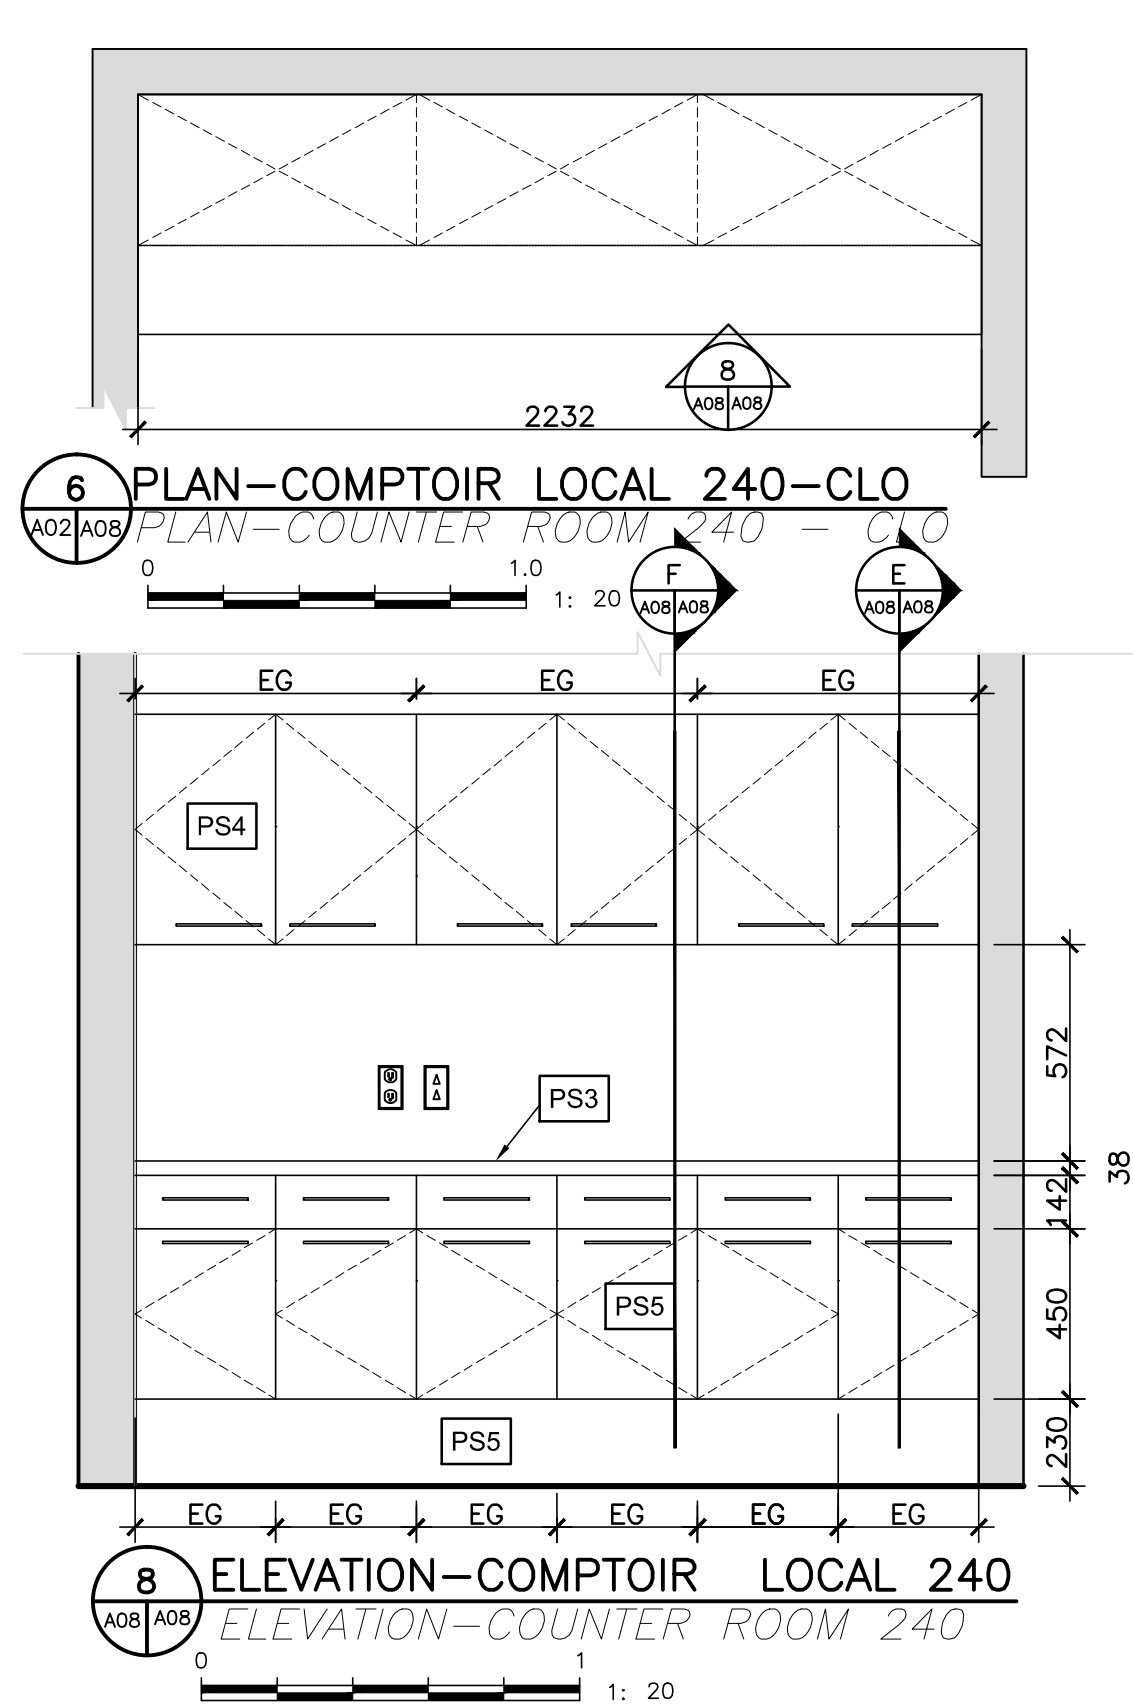 8
A08 A08
2232
6
A02 A08
PLAN-COMPTOIR LOCAL 240-CLO
PLAN-COUNTER ROOM 240 - CLO
0 1.0
1: 20
F
A08 A08
E
A08 A08
EG EG EG
PS4
572
PS3
38
142
PS5
450
PS5
230
EG EG EG EG EG EG
8
A08 A08
ELEVATION-COMPTOIR LOCAL 240
ELEVATION-COUNTER ROOM 240
0 1
1: 20